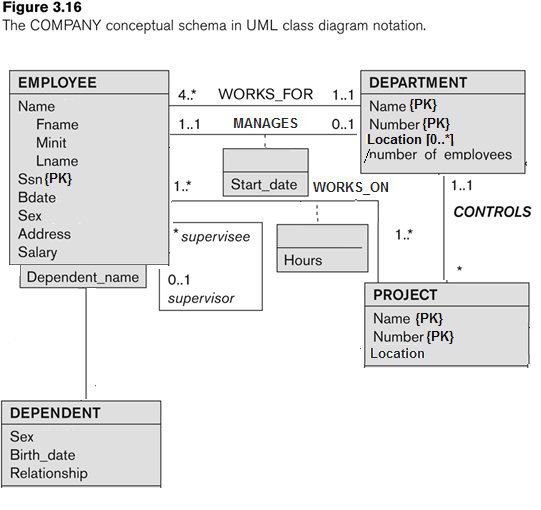 Figure 3.16
The COMPANY conceptual schema in UML class diagram notation.
EMPLOYEE
Name
Fname
Minit
Lname
Ssn {PK}
Bdate
Sex
Address
Salary
Dependent_name
4..* WORKS_FOR 1..1
1..1 MANAGES 0..1
Start_date
DEPARTMENT
Name {PK}
Number {PK}
Location [0..*]
/number of employees
1..* WORKS_ON
1..*
Hours
1..1
CONTROLS
*
* supervisee
0..1
supervisor
PROJECT
Name {PK}
Number {PK}
Location
DEPENDENT
Sex
Birth_date
Relationship